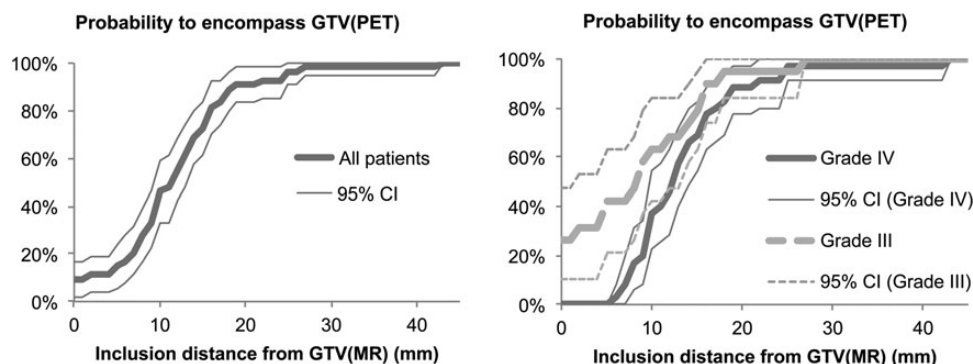 Probability to encompass GTV(PET)
100%
80%
60%
40%
20%
0%
All patients
95% CI
0
10
20
30
40
Inclusion distance from GTV(MR) (mm)
Probability to encompass GTV(PET)
100%
80%
60%
40%
20%
0%
Grade IV
95% CI (Grade IV)
Grade III
95% CI (Grade III)
0
10
20
30
40
Inclusion distance from GTV(MR) (mm)